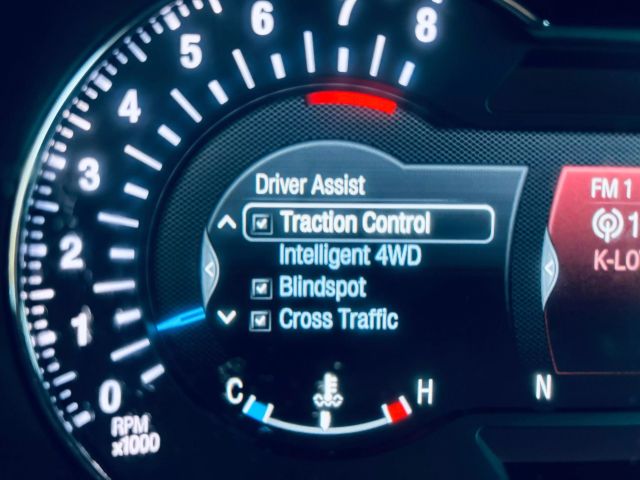 6 7 8
5
4
3
2
1
0
RPM
x1000
Driver Assist
Traction Control
Intelligent 4WD
Blindspot
Cross Traffic
C H
N
FM 1
1
K-LO